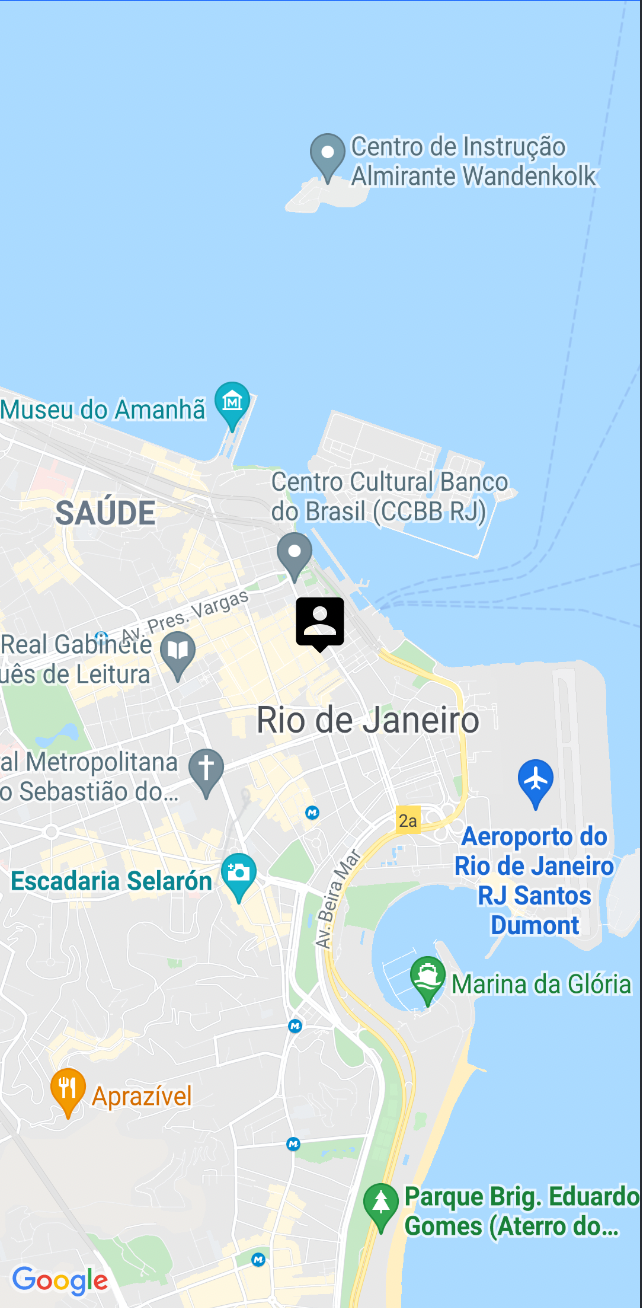 Centro de Instrução
Almirante Wandenkolk
Museu do Amanhã
Centro Cultural Banco
do Brasil (CCBB RJ)
SAÚDE
Av. Pres. Vargas
Real Gabinete
uês de Leitura
Rio de Janeiro
al Metropolitana
o Sebastião do...
2a
Aeroporto do
Rio de Janeiro
RJ Santos
Dumont
Escadaria Selarón
Av. Beira Mar
Marina da Glória
M
M
Aprazível
M
Parque Brig. Eduardo
Gomes (Aterro do...
M
Google